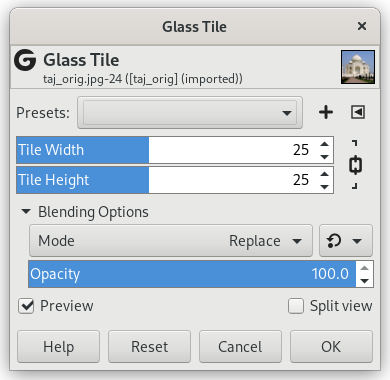 Glass Tile
Glass Tile
taj_orig.jpg-24 ([taj_orig] (imported))
Presets:
Tile Width 25
Tile Height 25
Blending Options
Mode Replace
Opacity 100.0
Preview Split view
Help Reset Cancel OK